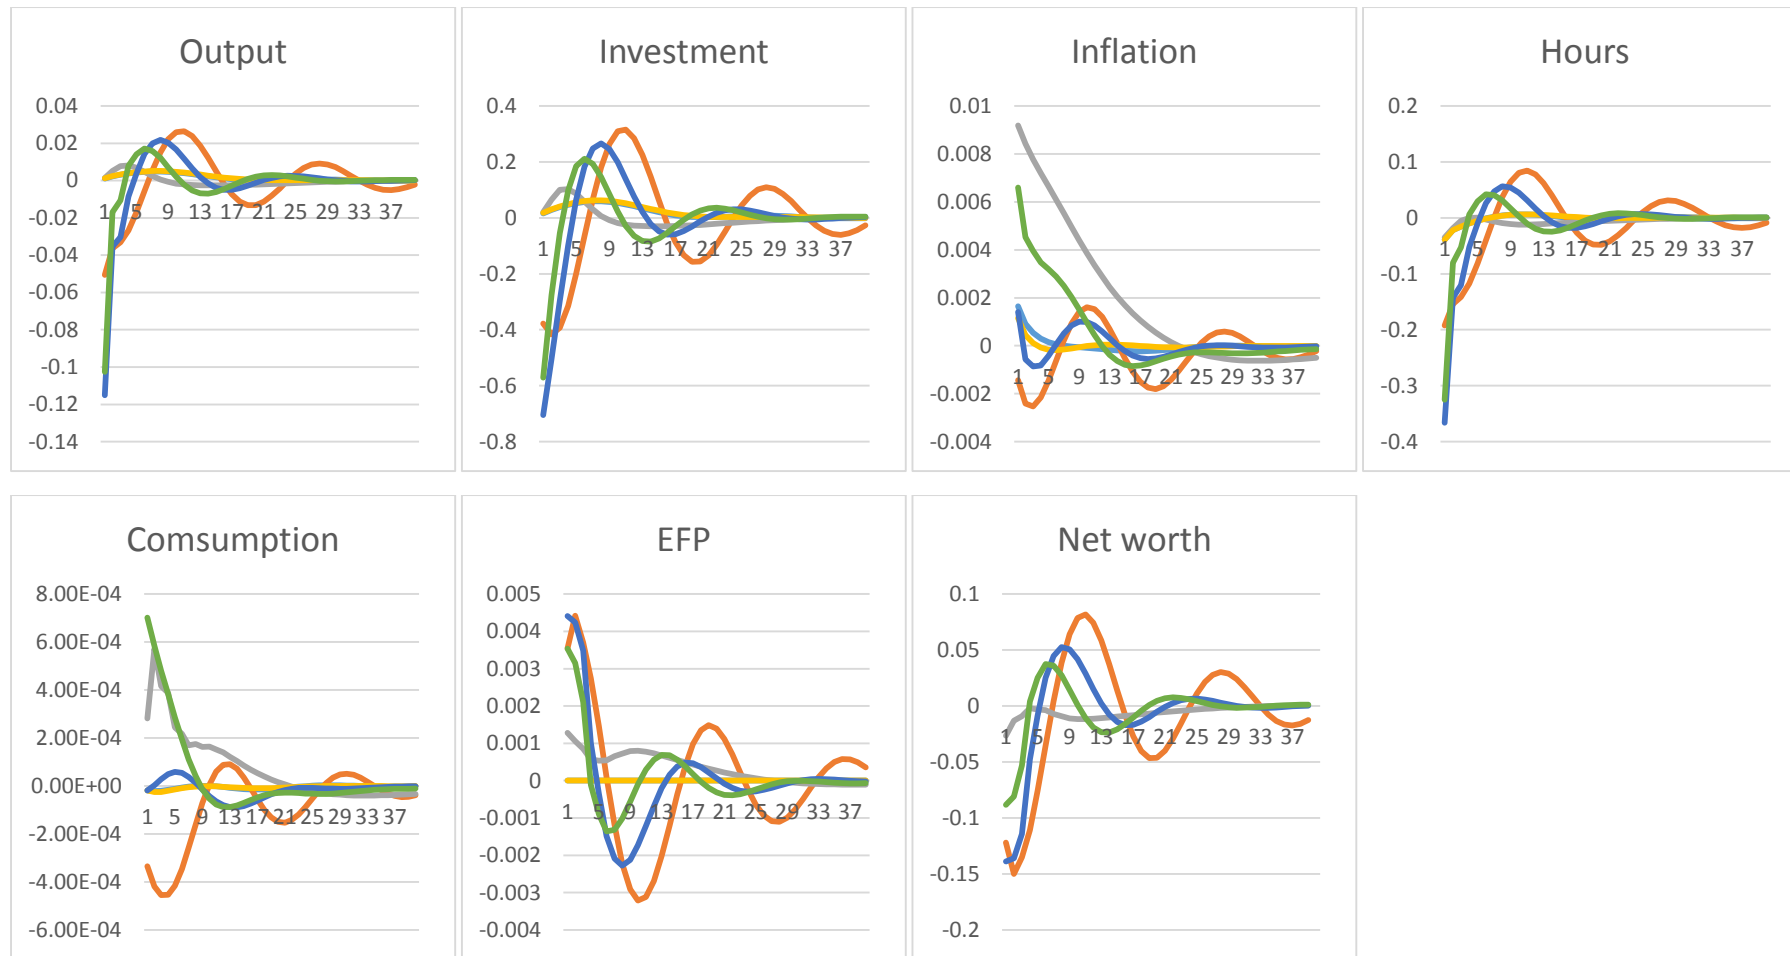 Output
0.04
0.02
0
-0.02
-0.04
-0.06
-0.08
-0.1
-0.12
-0.14
1 5 9 13 17 21 25 29 33 37
Investment
0.4
0.2
0
-0.2
-0.4
-0.6
-0.8
1 5 9 13 17 21 25 29 33 37
Inflation
0.01
0.008
0.006
0.004
0.002
0
-0.002
-0.004
1 5 9 13 17 21 25 29 33 37
Hours
0.2
0.1
0
-0.1
-0.2
-0.3
-0.4
1 5 9 13 17 21 25 29 33 37
Comsumption
8.00E-04
6.00E-04
4.00E-04
2.00E-04
0.00E+00
-2.00E-04
-4.00E-04
-6.00E-04
1 5 9 13 17 21 25 29 33 37
EFP
0.005
0.004
0.003
0.002
0.001
0
-0.001
-0.002
-0.003
-0.004
1 5 9 13 17 21 25 29 33 37
Net worth
0.1
0.05
0
-0.05
-0.1
-0.15
-0.2
1 5 9 13 17 21 25 29 33 37